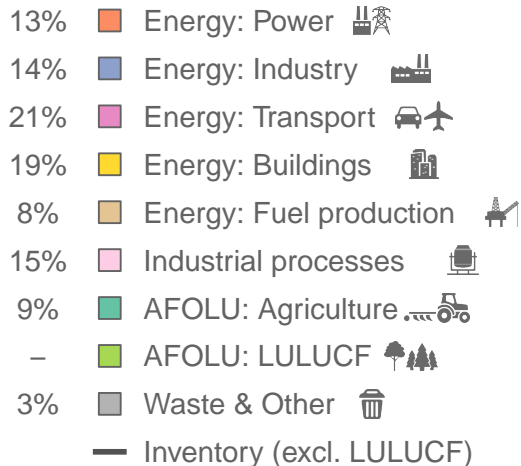 13% Energy: Power
14% Energy: Industry
21% Energy: Transport
19% Energy: Buildings
8% Energy: Fuel production
15% Industrial processes
9% AFOLU: Agriculture
– AFOLU: LULUCF
3% Waste & Other
Inventory (excl. LULUCF)